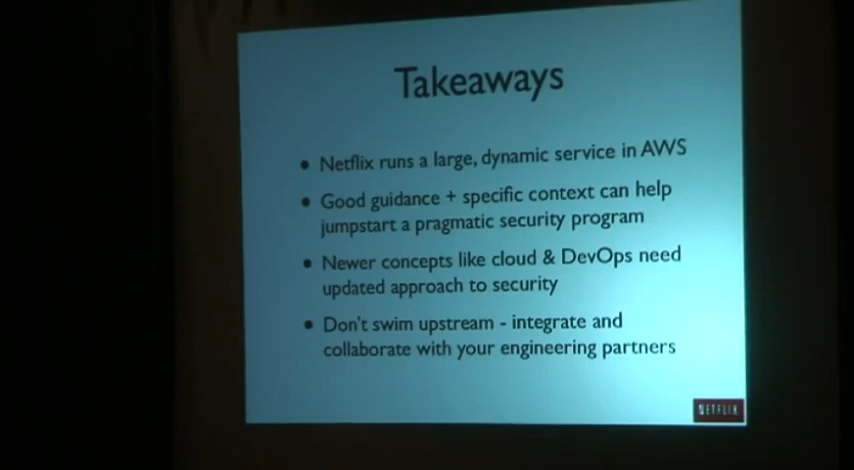 Takeaways
• Netflix runs a large, dynamic service in AWS
• Good guidance + specific context can help
jumpstart a pragmatic security program
• Newer concepts like cloud & DevOps need
updated approach to security
• Don't swim upstream - integrate and
collaborate with your engineering partners
NETFLIX